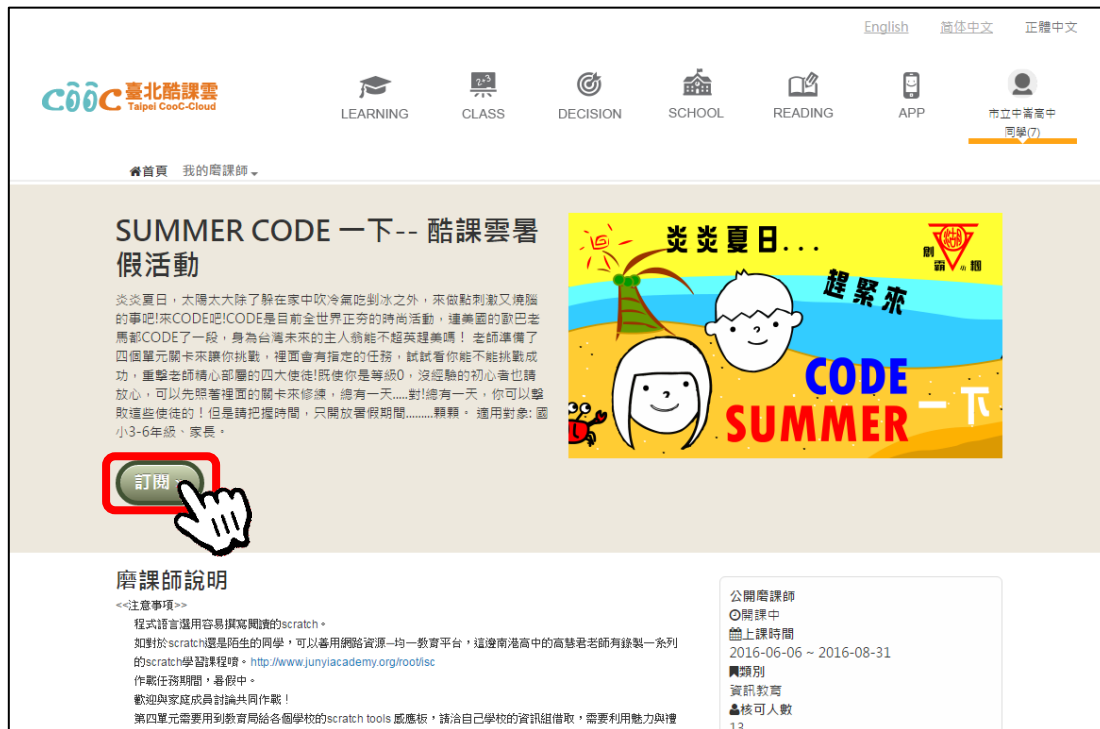 English 简体中文 正體中文
CooC 臺北酷課雲
Taipei CooC-Cloud
LEARNING CLASS DECISION SCHOOL READING APP 市立中崙高中
同學(7)
首頁 我的磨課師
SUMMER CODE 一下-- 酷課雲暑
假活動
炎炎夏日，太陽太大除了躲在家中吹冷氣吃剉冰之外，來做點刺激又燒腦
的事吧!來CODE吧!CODE是目前全世界正夯的時尚活動，連美國的歐巴老
馬都CODE了一段，身為台灣未來的主人翁能不超英趕美嗎！ 老師準備了
四個單元關卡來讓你挑戰，裡面會有指定的任務，試試看你能不能挑戰成
功，重擊老師精心部屬的四大使徒!既使你是等級0，沒經驗的初心者也請
放心，可以先照著裡面的關卡來修練，總有一天.....對!總有一天，你可以擊
敗這些使徒的！但是請把握時間，只開放暑假期間.........顆顆。 適用對象: 國
小3-6年級、家長。
訂閱
炎炎夏日...
趕緊來
創
霸 小 組
CODE
SUMMER 一下
磨課師說明
<<注意事項>>
程式語言選用容易撰寫閱讀的scratch。
如對於scratch還是陌生的同學，可以善用網路資源─均一教育平台，這邊南港高中的高慧君老師有錄製一系列
的scratch學習課程唷。http://www.junyiacademy.org/root/isc
作戰任務期間，暑假中。
歡迎與家庭成員討論共同作戰！
第四單元需要用到教育局給各個學校的scratch tools 感應板，請洽自己學校的資訊組借取，需要利用魅力與禮
公開磨課師
開課中
上課時間
2016-06-06 ~ 2016-08-31
類別
資訊教育
核可人數
13